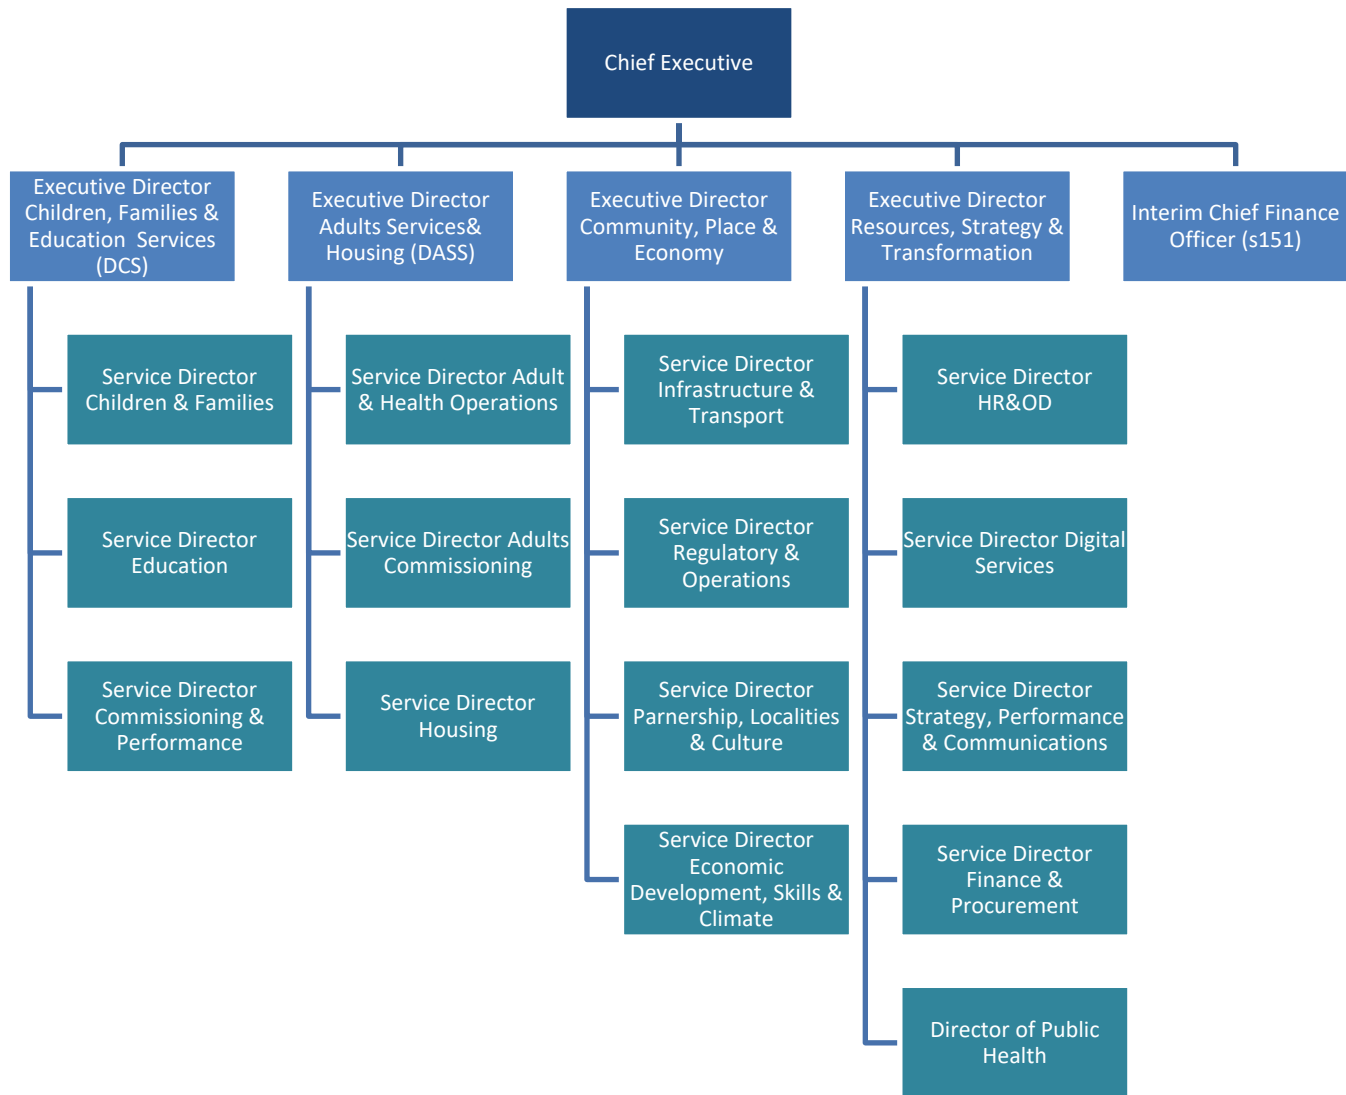 Chief Executive
Executive Director
Children, Families &
Education  Services
(DCS)
Executive Director
Adults Services&
Housing (DASS)
Executive Director
Community, Place &
Economy
Executive Director
Resources, Strategy &
Transformation
Interim Chief Finance
Officer (s151)
Service Director
Children & Families
Service Director
Education
Service Director
Commissioning &
Performance
Service Director Adult
& Health Operations
Service Director Adults
Commissioning
Service Director
Housing
Service Director
Infrastructure &
Transport
Service Director
Regulatory &
Operations
Service Director
Parnership, Localities
& Culture
Service Director
Economic
Development, Skills &
Climate
Service Director
HR&OD
Service Director Digital
Services
Service Director
Strategy, Performance
& Communications
Service Director
Finance &
Procurement
Director of Public
Health